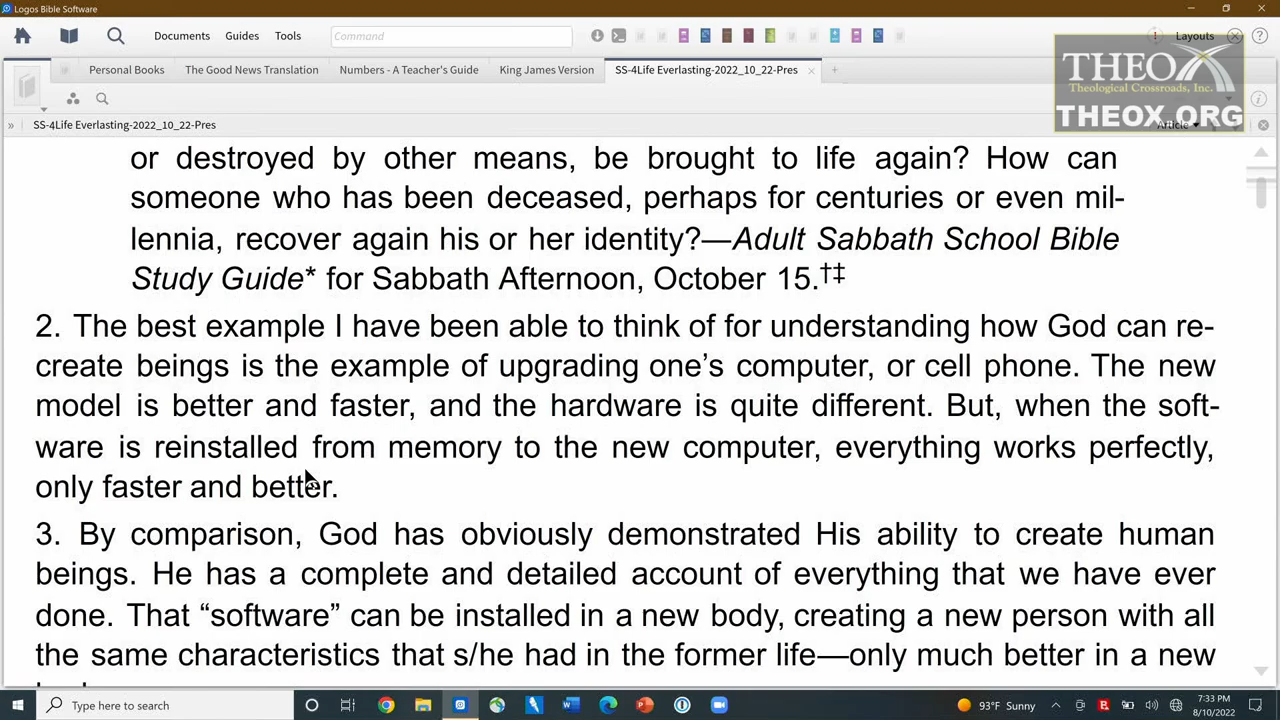 Logos Bible Software
Documents Guides Tools Command Layouts
THEOX
Theological Crossroads, Inc.
THEOX.ORG
Personal Books The Good News Translation Numbers - A Teacher's Guide King James Version SS-4Life Everlasting-2022_10_22-Pres
SS-4Life Everlasting-2022_10_22-Pres Article
or destroyed by other means, be brought to life again? How can
someone who has been deceased, perhaps for centuries or even mil-
lennia, recover again his or her identity?—Adult Sabbath School Bible
Study Guide* for Sabbath Afternoon, October 15.†‡
2. The best example I have been able to think of for understanding how God can re-
create beings is the example of upgrading one's computer, or cell phone. The new
model is better and faster, and the hardware is quite different. But, when the soft-
ware is reinstalled from memory to the new computer, everything works perfectly,
only faster and better.
3. By comparison, God has obviously demonstrated His ability to create human
beings. He has a complete and detailed account of everything that we have ever
done. That “software” can be installed in a new body, creating a new person with all
the same characteristics that s/he had in the former life—only much better in a new
Type here to search
93°F Sunny
7:33 PM
8/10/2022